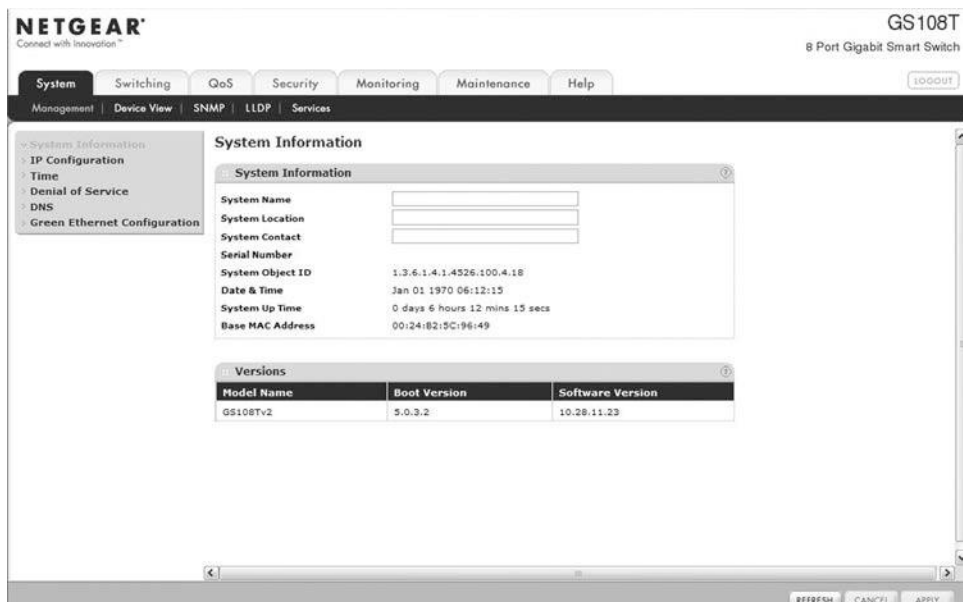 NETGEAR®
GS108T
Connect with Innovation™
8 Port Gigabit Smart Switch
System Switching QoS Security Monitoring Maintenance Help LOGOUT
Management | Device View | SNMP | LLDP | Services
System Information
IP Configuration
Time
Denial of Service
DNS
Green Ethernet Configuration
System Information
System Information
System Name
System Location
System Contact
Serial Number
System Object ID 1.3.6.1.4.1.4526.100.4.18
Date & Time Jan 01 1970 06:12:15
System Up Time 0 days 6 hours 12 mins 15 secs
Base MAC Address 00:24:B2:5C:96:49
Versions
Model Name Boot Version Software Version
GS108Tv2 5.0.3.2 10.28.11.23
REFRESH CANCEL APPLY